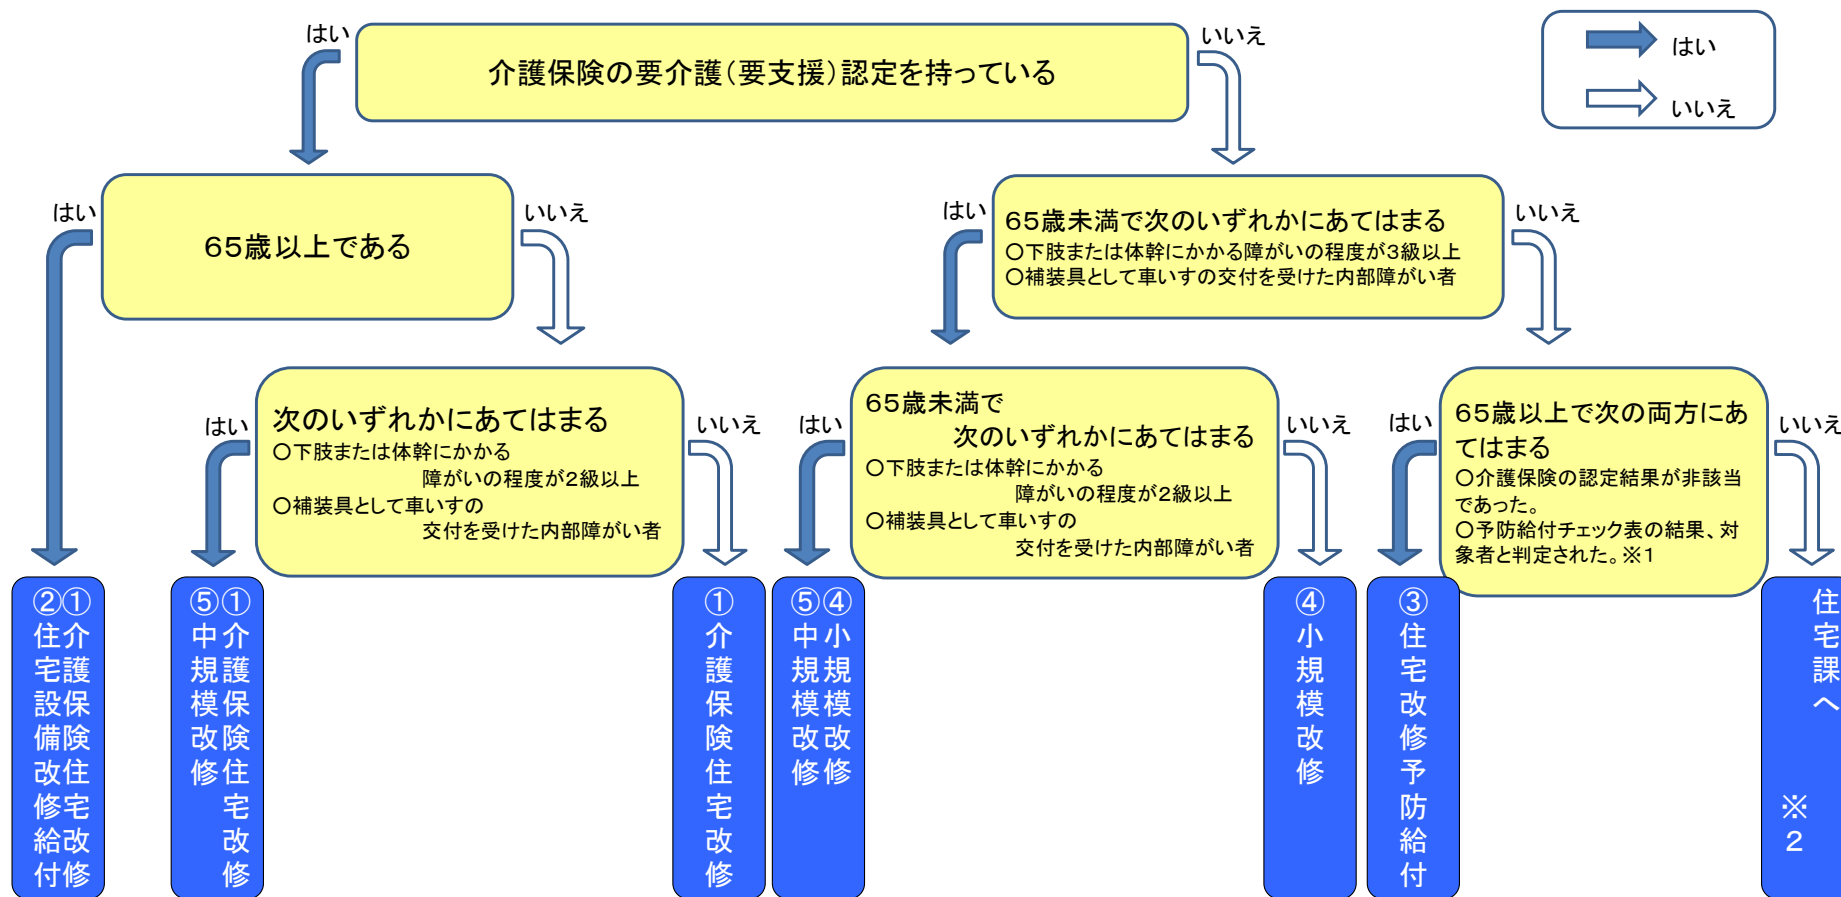 はい
介護保険の要介護(要支援)認定を持っている
いいえ
はい
いいえ
はい
65歳以上である
いいえ
はい
65歳未満で次のいずれかにあてはまる
○下肢または体幹にかかる障がいの程度が3級以上
○補装具として車いすの交付を受けた内部障がい者
いいえ
はい
次のいずれかにあてはまる
○下肢または体幹にかかる
障がいの程度が2級以上
○補装具として車いすの
交付を受けた内部障がい者
いいえ
はい
65歳未満で
次のいずれかにあてはまる
○下肢または体幹にかかる
障がいの程度が2級以上
○補装具として車いすの
交付を受けた内部障がい者
いいえ
はい
65歳以上で次の両方にあ
てはまる
○介護保険の認定結果が非該当
であった。
○予防給付チェック表の結果、対
象者と判定された。※1
いいえ
①介護保険住宅改修
②住宅設備改修給付
①介護保険住宅改修
⑤中規模改修
①介護保険住宅改修
④小規模改修
⑤中規模改修
④小規模改修
③住宅改修予防給付
住宅課へ
※2